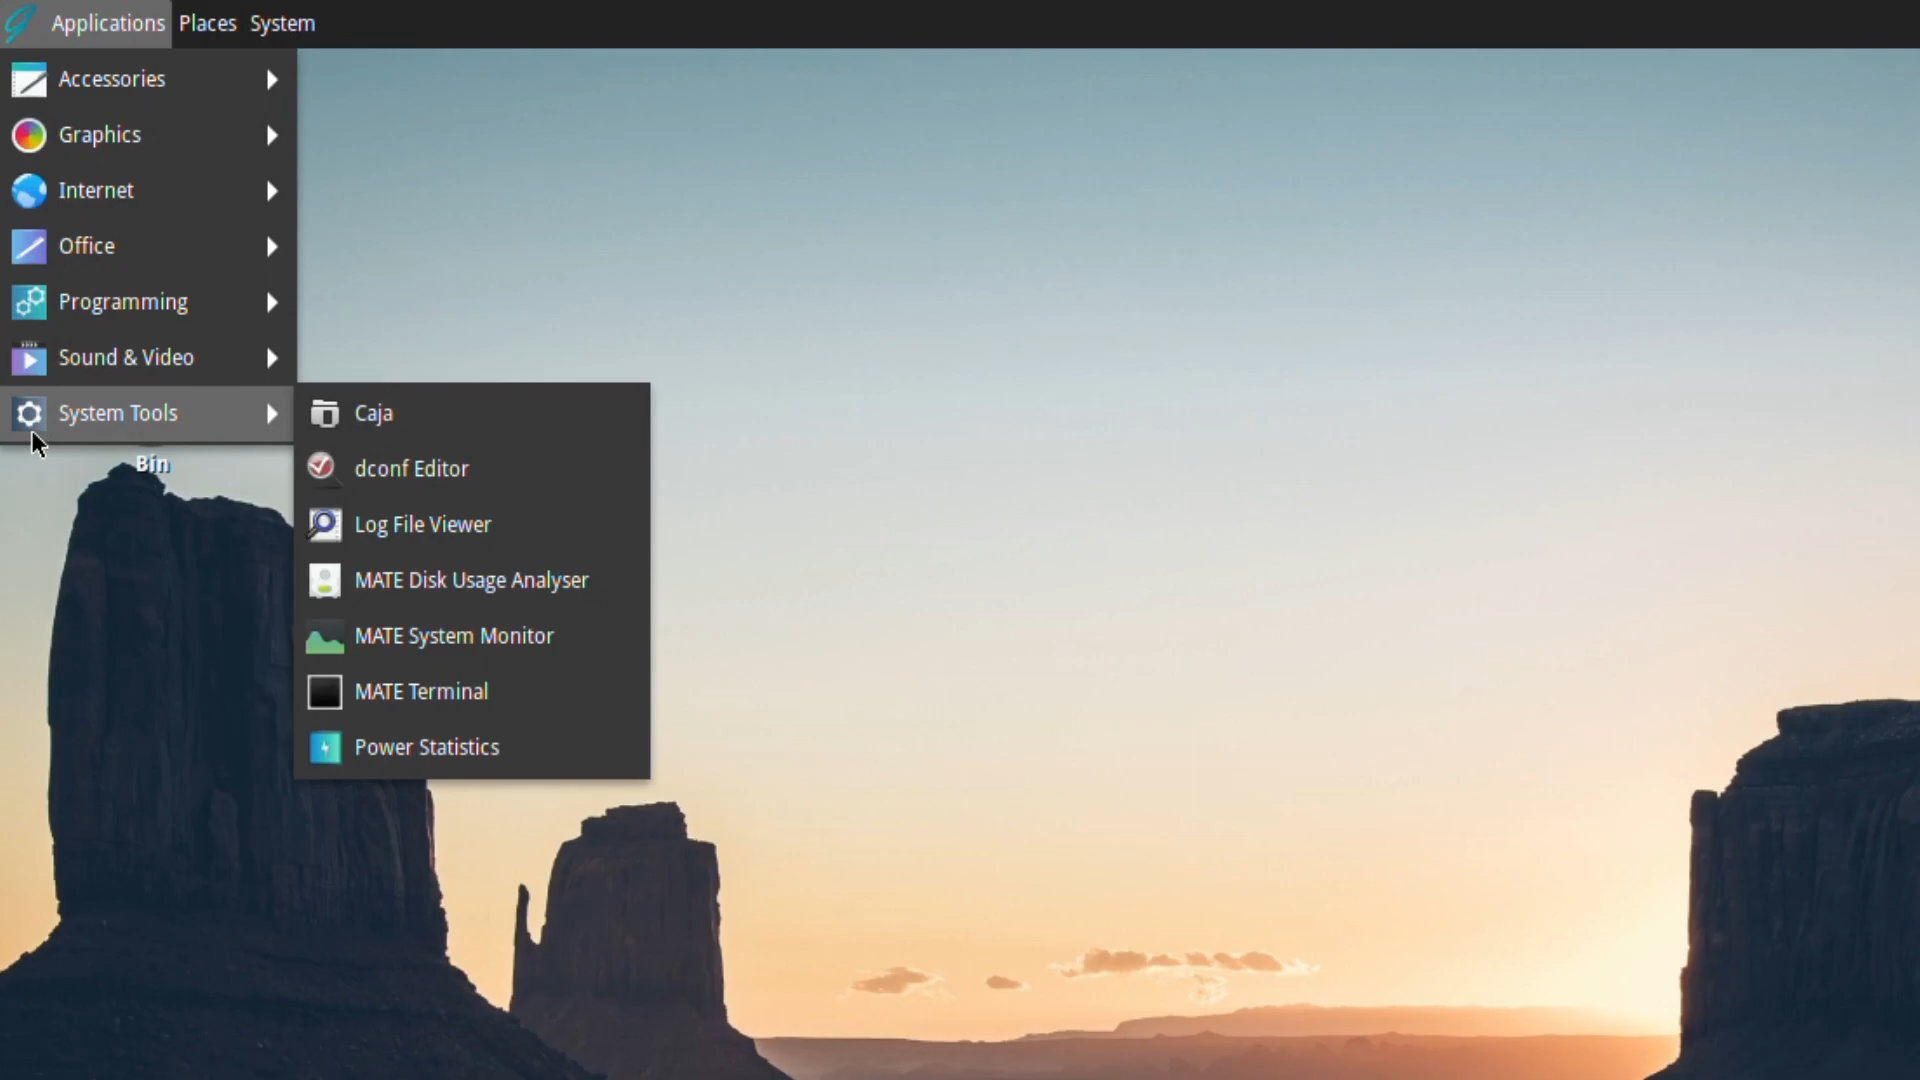 Applications Places System
Accessories
Graphics
Internet
Office
Programming
Sound & Video
System Tools
Bin
Caja
dconf Editor
Log File Viewer
MATE Disk Usage Analyser
MATE System Monitor
MATE Terminal
Power Statistics